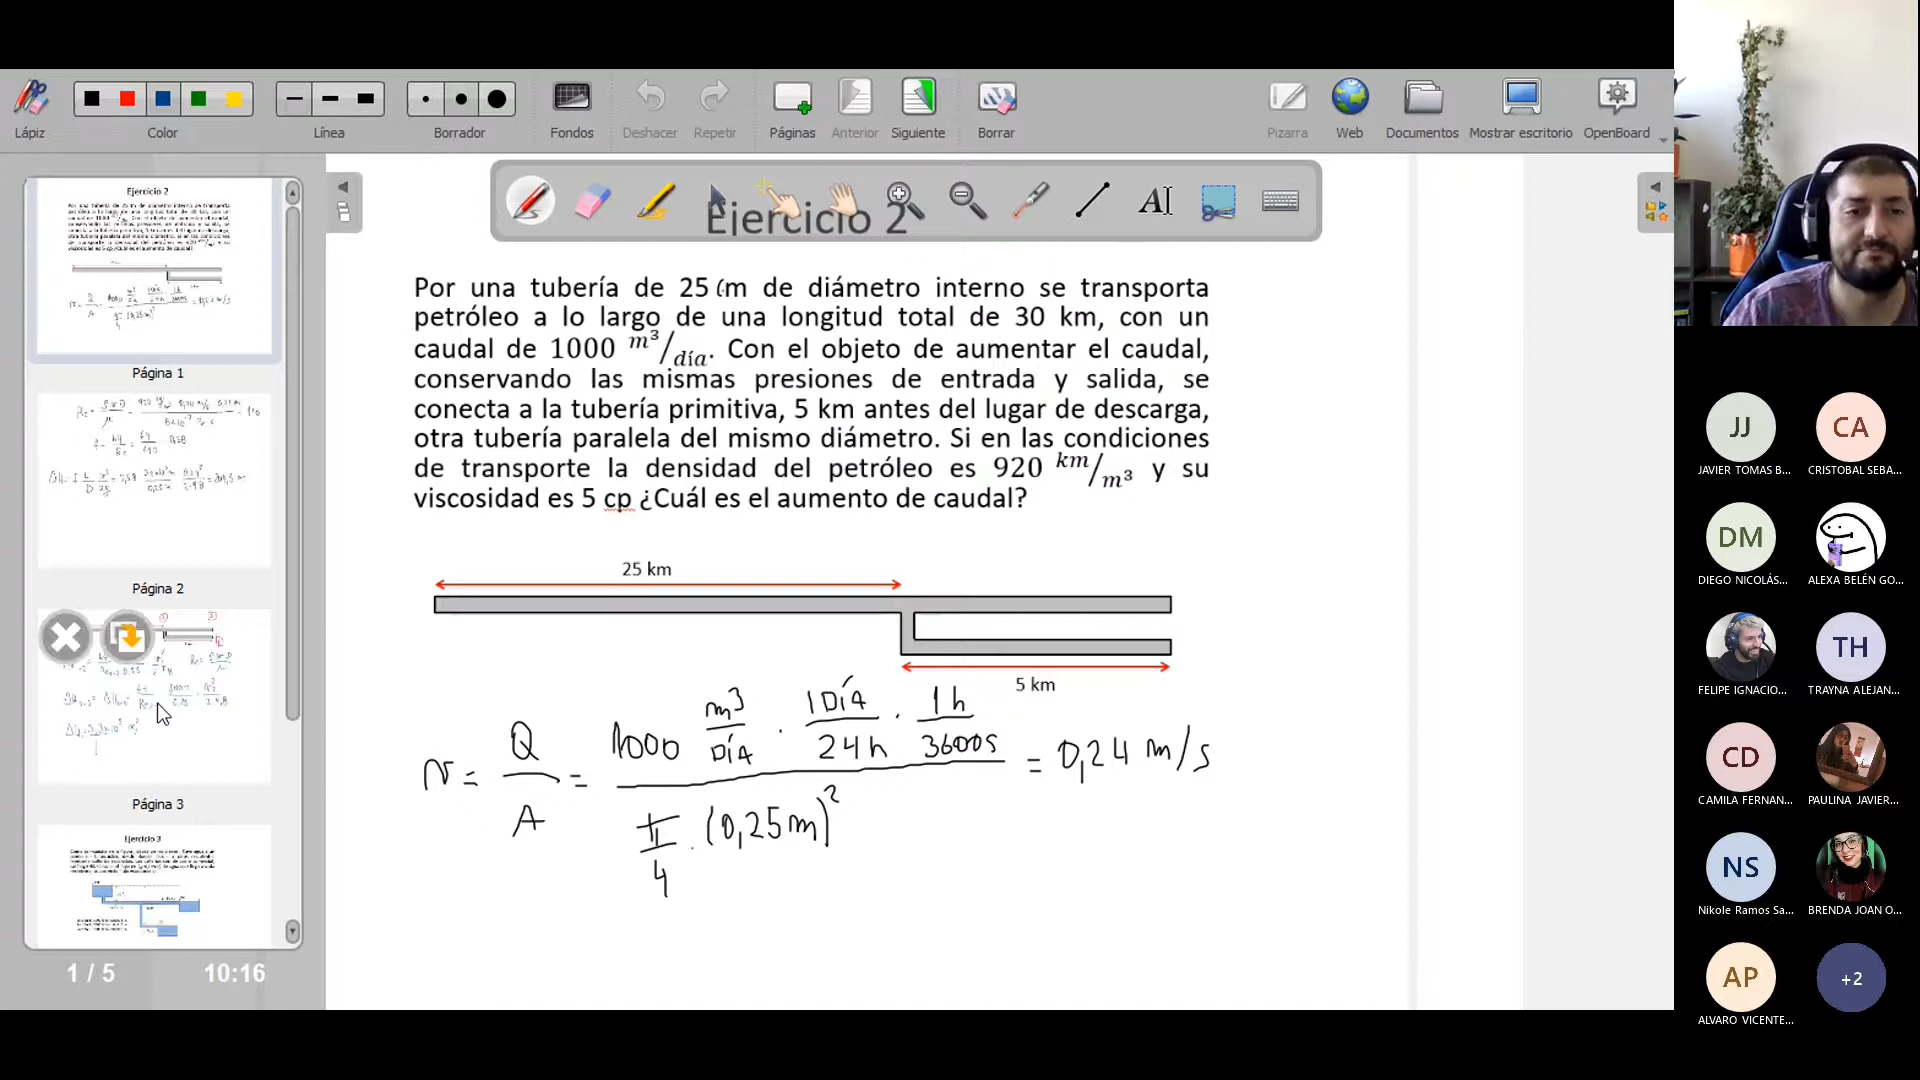 Lápiz
Color
Línea
Borrador
Fondos
Deshacer
Repetir
Páginas
Anterior
Siguiente
Borrar
Pizarra
Web
Documentos
Mostrar escritorio
OpenBoard
Ejercicio 2
Página 1
Página 2
Página 3
Ejercicio 3
1 / 5
10:16
Ejercicio 2
Por una tubería de 25 Cm de diámetro interno se transporta
petróleo a lo largo de una longitud total de 30 km, con un
caudal de 1000 m³/día. Con el objeto de aumentar el caudal,
conservando las mismas presiones de entrada y salida, se
conecta a la tubería primitiva, 5 km antes del lugar de descarga,
otra tubería paralela del mismo diámetro. Si en las condiciones
de transporte la densidad del petróleo es 920 km/m³ y su
viscosidad es 5 cp ¿Cuál es el aumento de caudal?
25 km
5 km
v = Q/A = (1000 m³/DÍA · 1DÍA/24h · 1h/3600s) / (π/4 · (0,25m)²) = 0,24 m/s
JJ
JAVIER TOMAS B...
CA
CRISTOBAL SEBA...
DM
DIEGO NICOLÁS...
ALEXA BELÉN GO...
FELIPE IGNACIO...
TH
TRAYNA ALEJAN...
CD
CAMILA FERNAN...
PAULINA JAVIER...
NS
Nikole Ramos Sa...
BRENDA JOAN O...
AP
ALVARO VICENTE...
+2